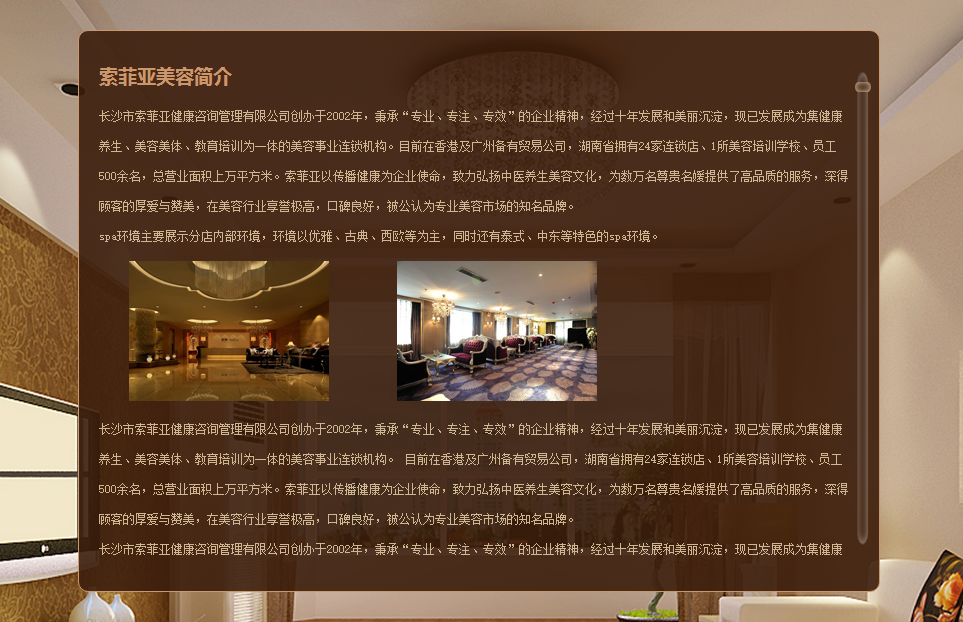 索菲亚美容简介
长沙市索菲亚健康咨询管理有限公司创办于2002年，秉承“专业、专注、专效”的企业精神，经过十年发展和美丽沉淀，现已发展成为集健康
养生、美容美体、教育培训为一体的美容事业连锁机构。目前在香港及广州备有贸易公司，湖南省拥有24家连锁店、1所美容培训学校、员工
500余名，总营业面积上万平方米。索菲亚以传播健康为企业使命，致力弘扬中医养生美容文化，为数万名尊贵名媛提供了高品质的服务，深得
顾客的厚爱与赞美，在美容行业享誉极高，口碑良好，被公认为专业美容市场的知名品牌。
spa环境主要展示分店内部环境，环境以优雅、古典、西欧等为主，同时还有泰式、中东等特色的spa环境。
长沙市索菲亚健康咨询管理有限公司创办于2002年，秉承“专业、专注、专效”的企业精神，经过十年发展和美丽沉淀，现已发展成为集健康
养生、美容美体、教育培训为一体的美容事业连锁机构。 目前在香港及广州备有贸易公司，湖南省拥有24家连锁店、1所美容培训学校、员工
500余名，总营业面积上万平方米。索菲亚以传播健康为企业使命，致力弘扬中医养生美容文化，为数万名尊贵名媛提供了高品质的服务，深得
顾客的厚爱与赞美，在美容行业享誉极高，口碑良好，被公认为专业美容市场的知名品牌。
长沙市索菲亚健康咨询管理有限公司创办于2002年，秉承“专业、专注、专效”的企业精神，经过十年发展和美丽沉淀，现已发展成为集健康